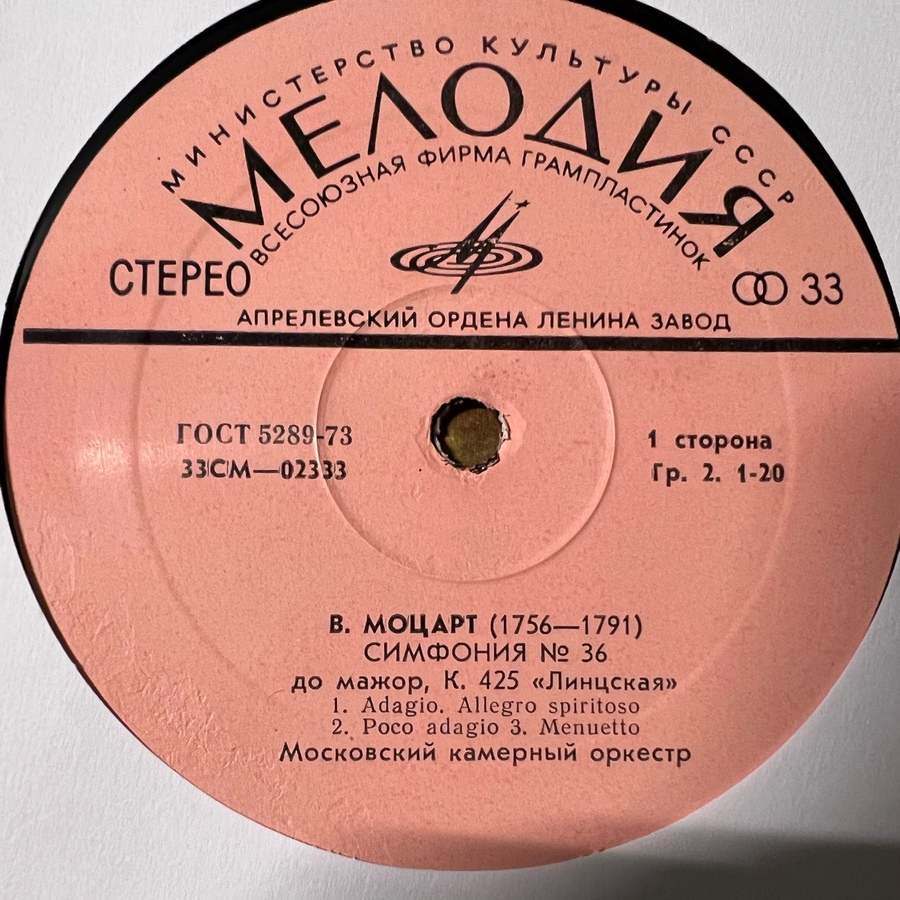 МИНИСТЕРСТВО КУЛЬТУРЫ СССР
МЕЛОДИЯ
ВСЕСОЮЗНАЯ ФИРМА ГРАМПЛАСТИНОК
СТЕРЕО
33
АПРЕЛЕВСКИЙ ОРДЕНА ЛЕНИНА ЗАВОД
ГОСТ 5289-73
33СМ—02333
1 сторона
Гр. 2. 1-20
В. МОЦАРТ (1756—1791)
СИМФОНИЯ № 36
до мажор, К. 425 «Линцская»
1. Adagio. Allegro spiritoso
2. Poco adagio 3. Menuetto
Московский камерный оркестр